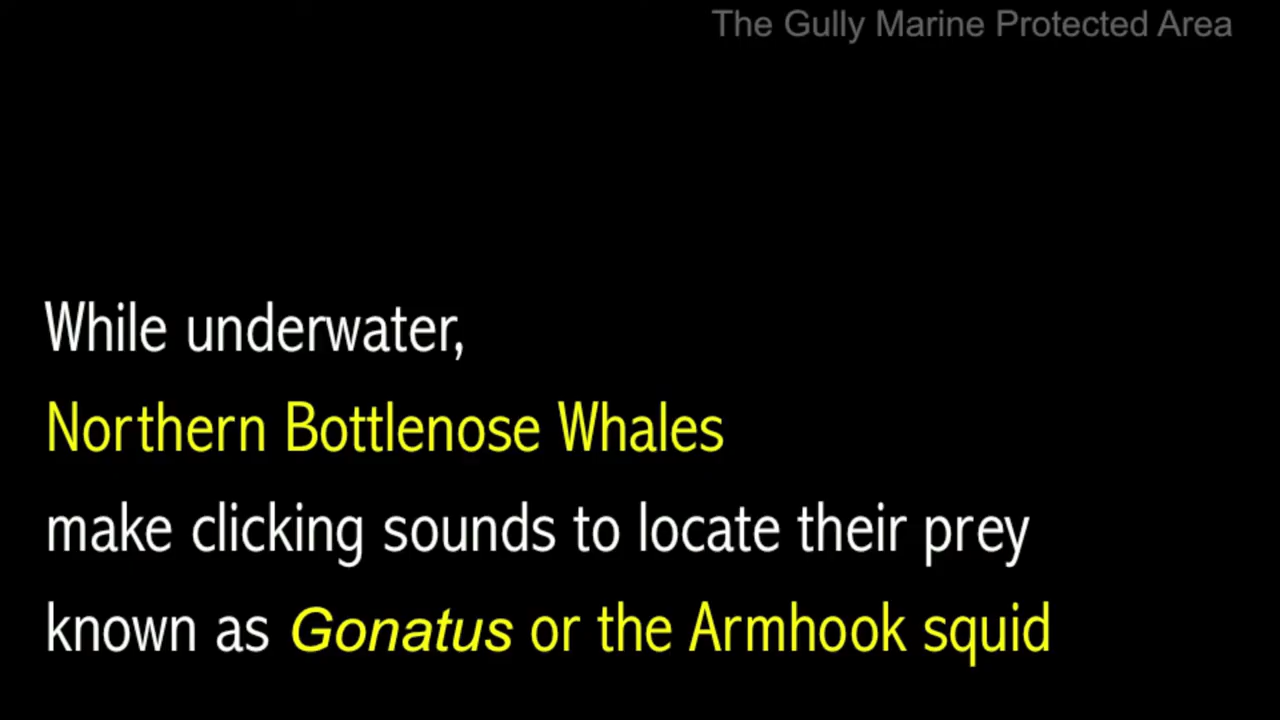 The Gully Marine Protected Area
While underwater,
Northern Bottlenose Whales
make clicking sounds to locate their prey
known as Gonatus or the Armhook squid